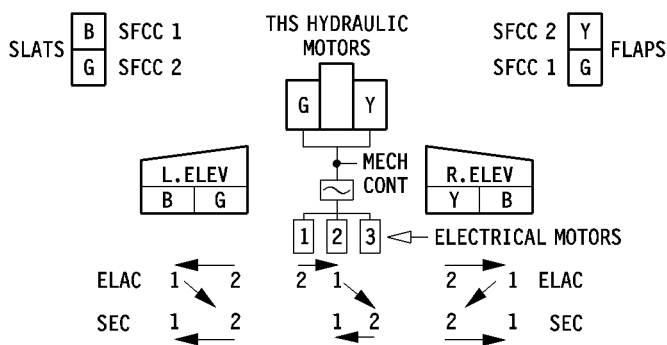 THS HYDRAULIC
MOTORS
SLATS
B SFCC 1
G SFCC 2
SFCC 2 Y
SFCC 1 G
FLAPS
G Y
MECH
CONT
L.ELEV
B G
R.ELEV
Y B
1 2 3
ELECTRICAL MOTORS
ELAC 1 2 2 1 2 1 ELAC
SEC 1 2 1 2 2 1 SEC